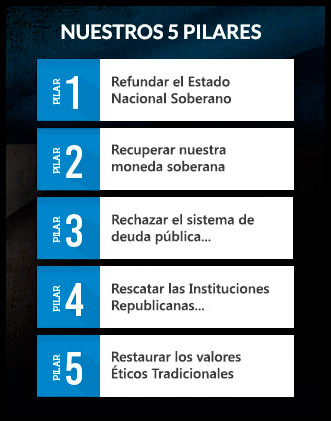 NUESTROS 5 PILARES
PILAR 1
Refundar el Estado
Nacional Soberano
PILAR 2
Recuperar nuestra
moneda soberana
PILAR 3
Rechazar el sistema de
deuda pública...
PILAR 4
Rescatar las Instituciones
Republicanas...
PILAR 5
Restaurar los valores
Éticos Tradicionales